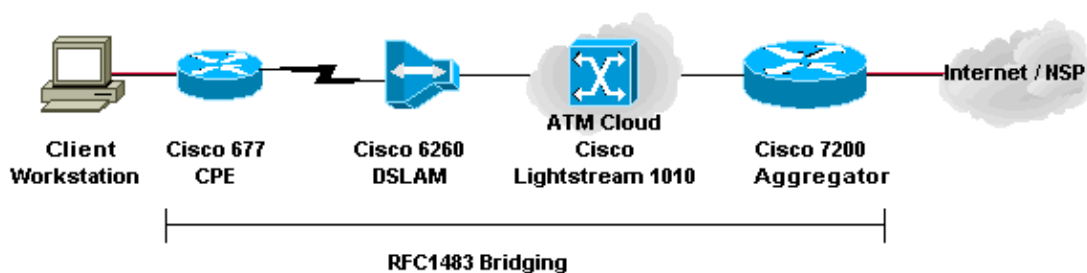 Internet / NSP
ATM Cloud
Client
Workstation
Cisco 677
CPE
Cisco 6260
DSLAM
Cisco
Lightstream 1010
Cisco 7200
Aggregator
RFC1483 Bridging